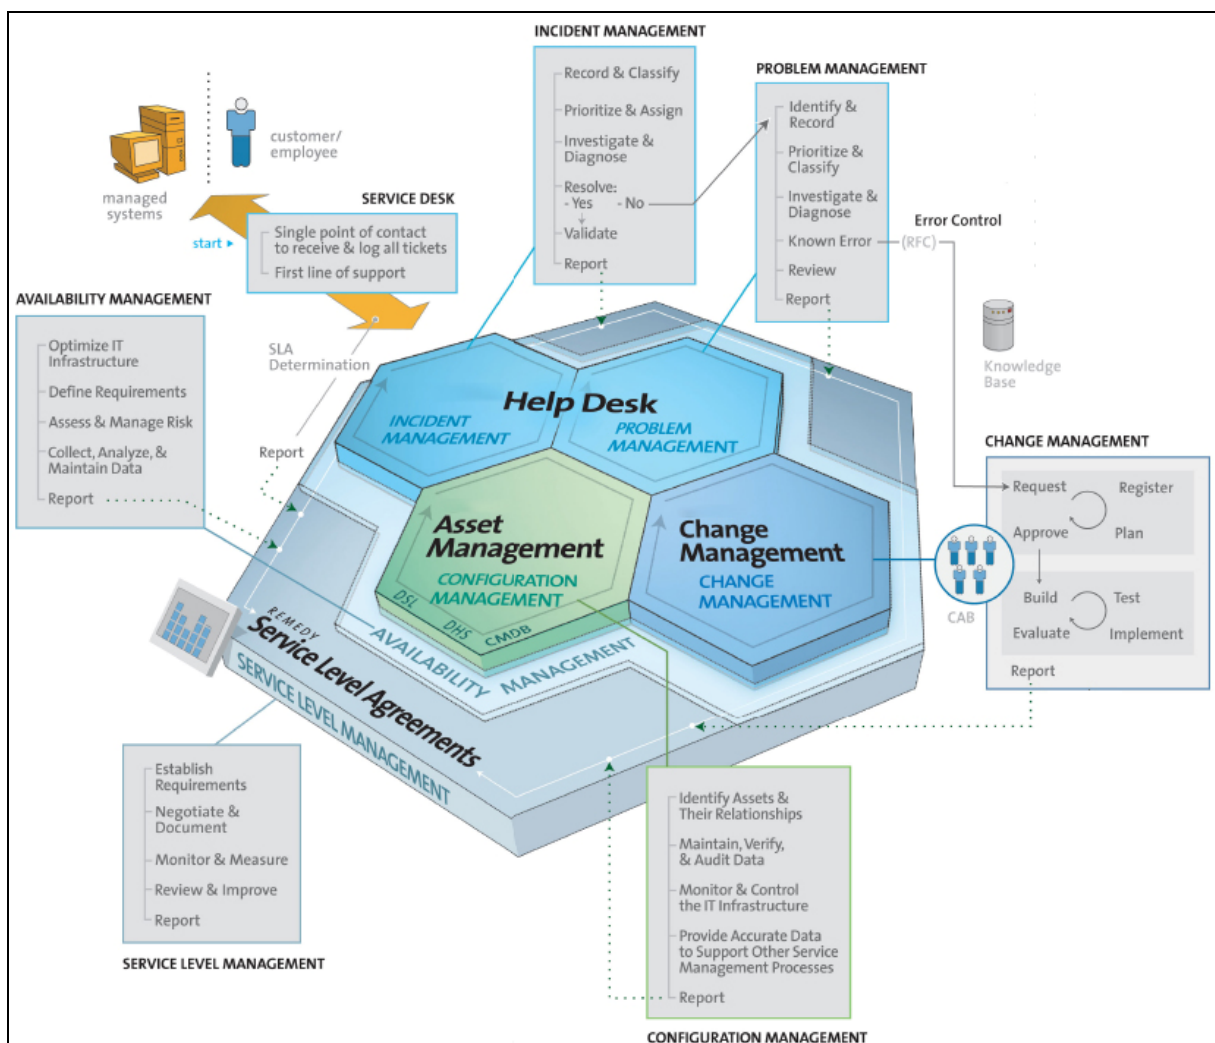 INCIDENT MANAGEMENT
Record & Classify
Prioritize & Assign
Investigate &
Diagnose
Resolve:
- Yes - No
Validate
Report
PROBLEM MANAGEMENT
Identify &
Record
Prioritize &
Classify
Investigate &
Diagnose
Known Error
Review
Report
Error Control
(RFC)
customer/
employee
managed
systems
start
SERVICE DESK
Single point of contact
to receive & log all tickets
First line of support
AVAILABILITY MANAGEMENT
Optimize IT
Infrastructure
Define Requirements
Assess & Manage Risk
Collect, Analyze, &
Maintain Data
Report
SLA
Determination
Report
Knowledge
Base
Help Desk
INCIDENT
MANAGEMENT
PROBLEM
MANAGEMENT
Asset
Management
CONFIGURATION
MANAGEMENT
DSL
DHS
CMDB
Change
Management
CHANGE
MANAGEMENT
AVAILABILITY MANAGEMENT
REMEDY
Service Level Agreements
SERVICE LEVEL MANAGEMENT
CHANGE MANAGEMENT
Request
Register
Approve
Plan
Build
Test
Evaluate
Implement
Report
CAB
Establish
Requirements
Negotiate &
Document
Monitor & Measure
Review & Improve
Report
SERVICE LEVEL MANAGEMENT
Identify Assets &
Their Relationships
Maintain, Verify,
& Audit Data
Monitor & Control
the IT Infrastructure
Provide Accurate Data
to Support Other Service
Management Processes
Report
CONFIGURATION MANAGEMENT